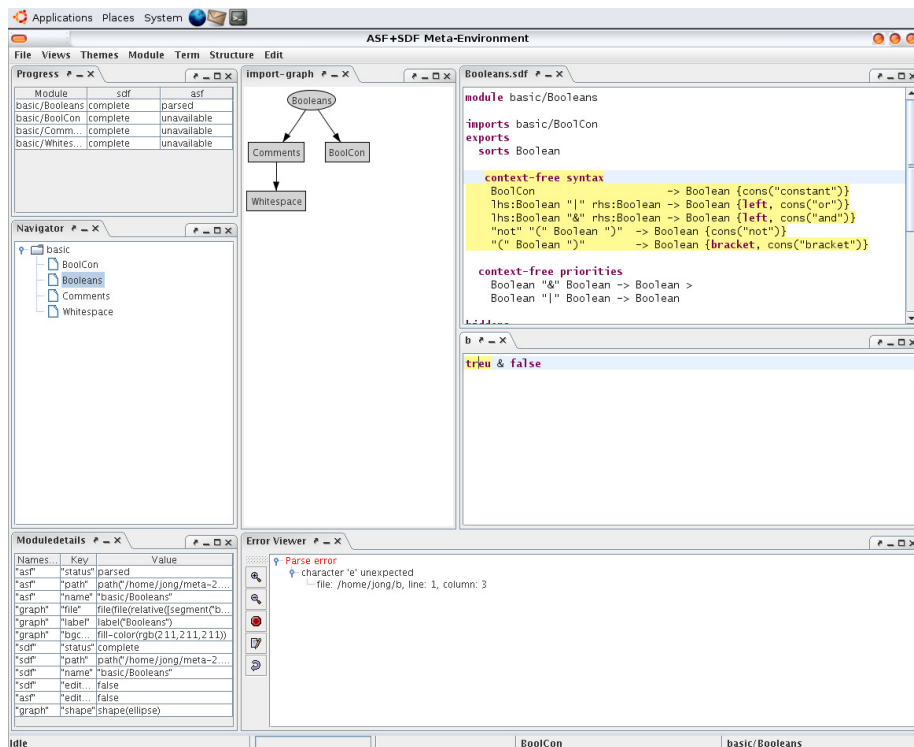 Applications Places System
ASF+SDF Meta-Environment
File Views Themes Module Term Structure Edit
Progress
Module sdf asf
basic/Booleans complete parsed
basic/BoolCon complete unavailable
basic/Comm... complete unavailable
basic/Whites... complete unavailable
Navigator
basic
BoolCon
Booleans
Comments
Whitespace
import-graph
Booleans
Comments BoolCon
Whitespace
Booleans.sdf
module basic/Booleans
imports basic/BoolCon
exports
sorts Boolean
context-free syntax
BoolCon -> Boolean {cons("constant")}
lhs:Boolean "|" rhs:Boolean -> Boolean {left, cons("or")}
lhs:Boolean "&" rhs:Boolean -> Boolean {left, cons("and")}
"not" "(" Boolean ")" -> Boolean {cons("not")}
"(" Boolean ")" -> Boolean {bracket, cons("bracket")}
context-free priorities
Boolean "&" Boolean -> Boolean >
Boolean "|" Boolean -> Boolean
hiddens
b
treu & false
Moduledetails
Names... Key Value
"asf" "status" parsed
"asf" "path" path("/home/jong/meta-2....
"asf" "name" "basic/Booleans"
"graph" "file" file(file(relative([segment("b...
"graph" "label" label("Booleans")
"graph" "bgc... fill-color(rgb(211,211,211))
"sdf" "status" complete
"sdf" "path" path("/home/jong/meta-2....
"sdf" "name" "basic/Booleans"
"sdf" "edit... false
"asf" "edit... false
"graph" "shape" shape(ellipse)
Error Viewer
Parse error
character 'e' unexpected
file: /home/jong/b, line: 1, column: 3
Idle BoolCon basic/Booleans